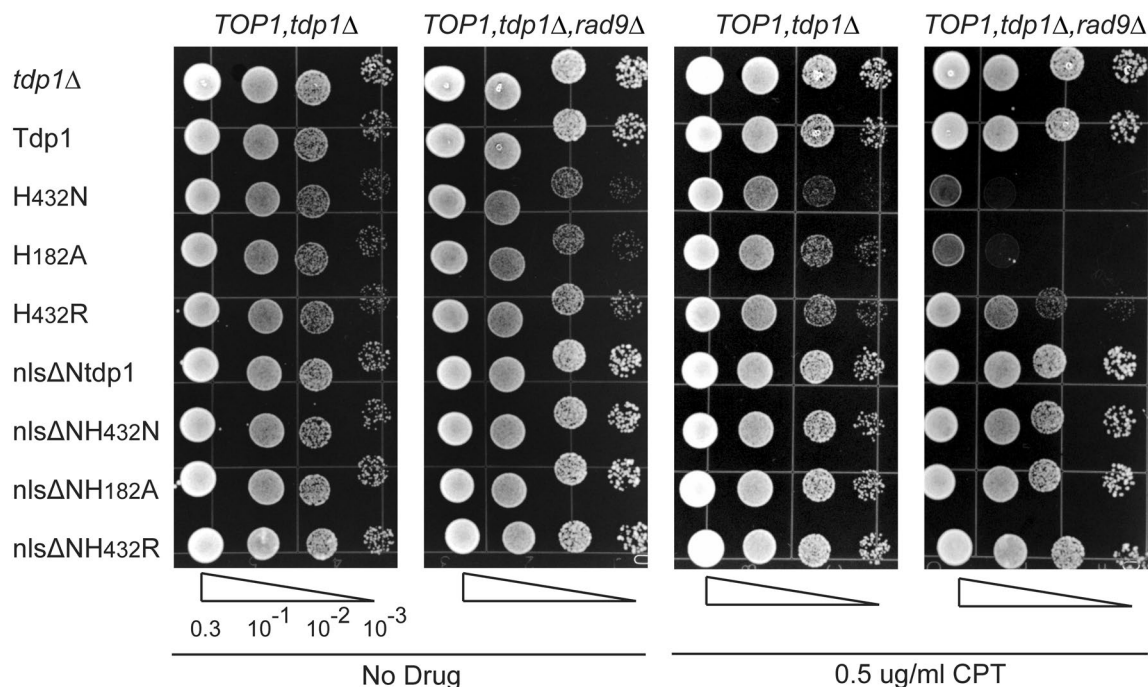 TOP1,tdp1Δ TOP1,tdp1Δ,rad9Δ TOP1,tdp1Δ TOP1,tdp1Δ,rad9Δ
tdp1Δ
Tdp1
H432N
H182A
H432R
nlsΔNtdp1
nlsΔNH432N
nlsΔNH182A
nlsΔNH432R
0.3 10⁻¹ 10⁻² 10⁻³
No Drug 0.5 ug/ml CPT